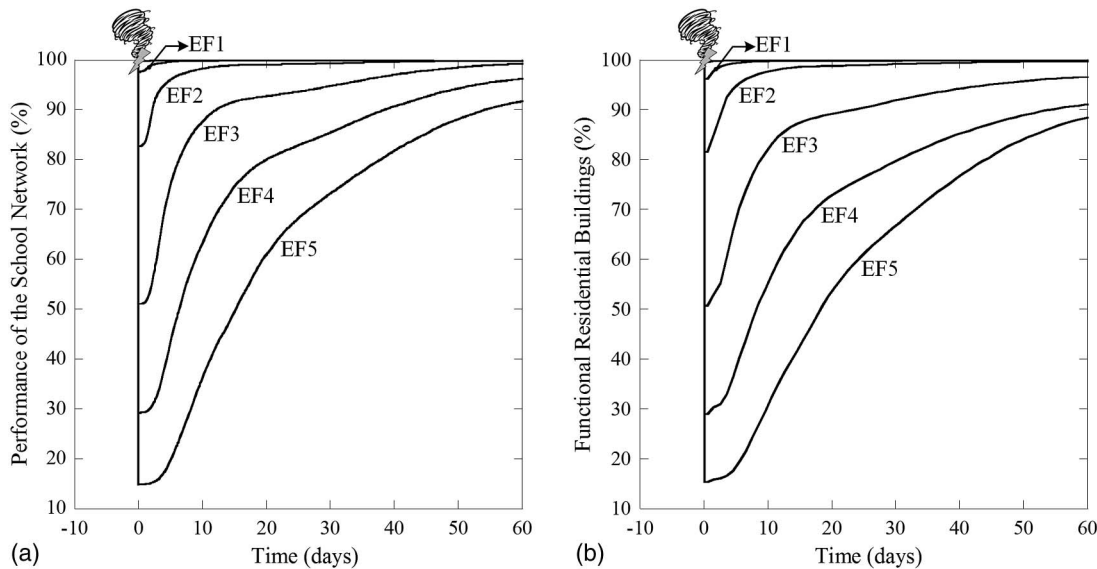 EF1
100
90
80
70
60
50
40
30
20
10
EF2
EF3
EF4
EF5
Performance of the School Network (%)
-10 0 10 20 30 40 50 60
Time (days)
(a)
EF1
100
90
80
70
60
50
40
30
20
10
EF2
EF3
EF4
EF5
Functional Residential Buildings (%)
-10 0 10 20 30 40 50 60
Time (days)
(b)